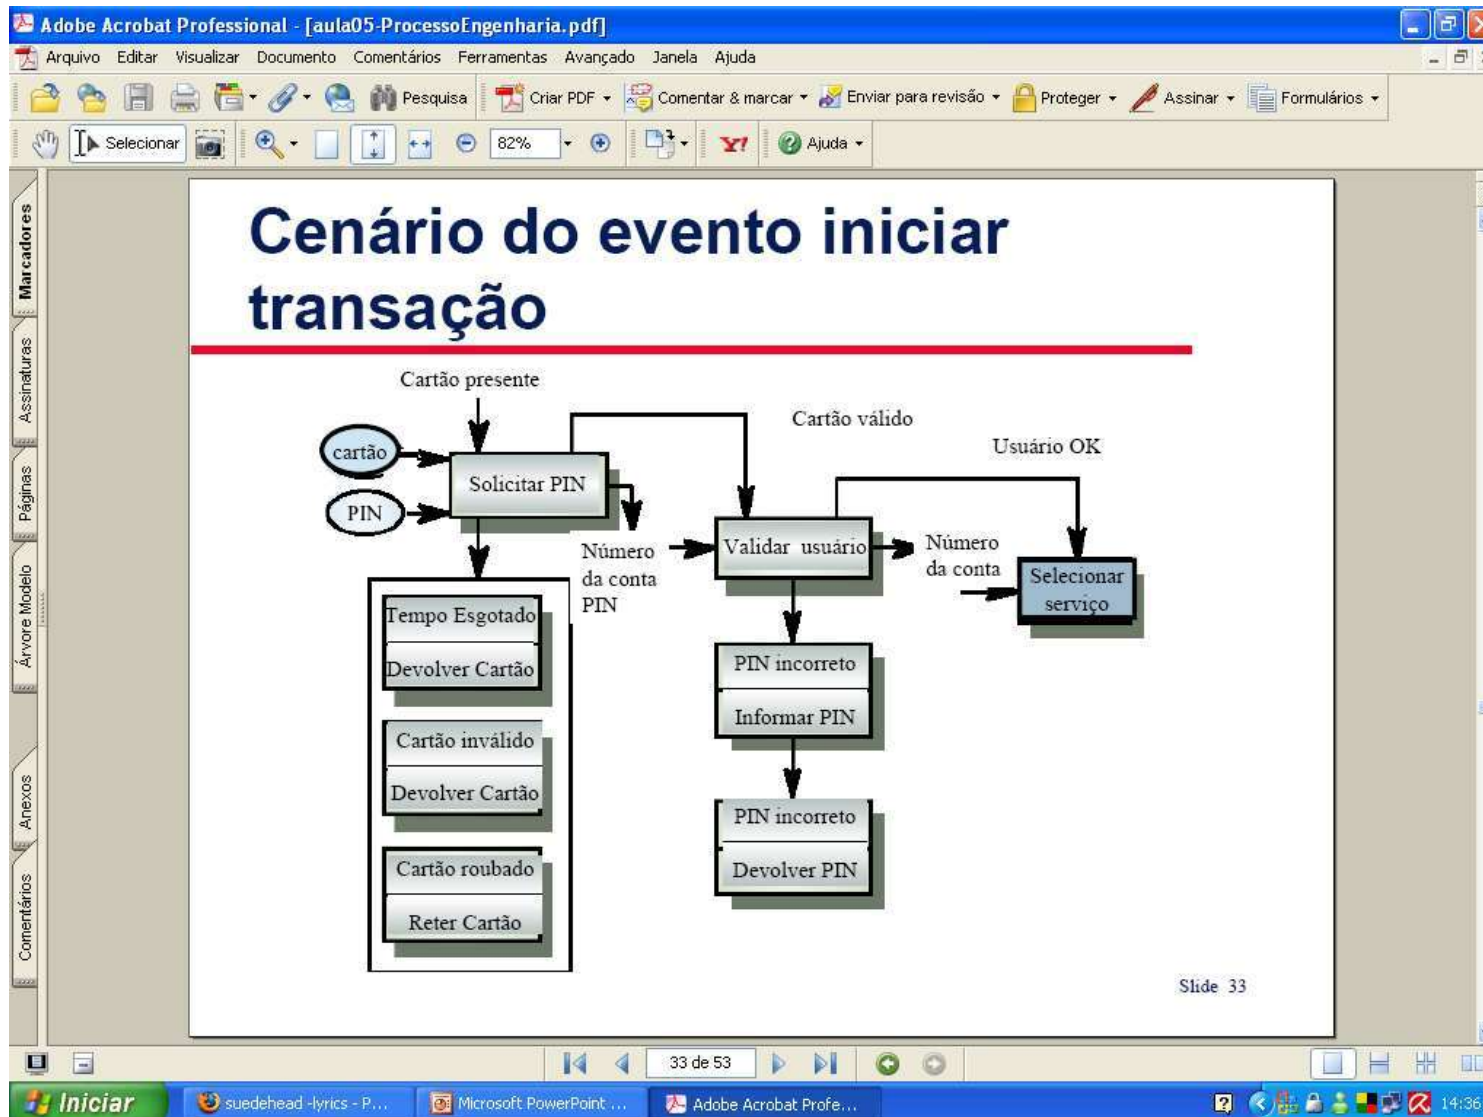 Adobe Acrobat Professional - [aula05-ProcessoEngenharia.pdf]
Arquivo Editar Visualizar Documento Comentários Ferramentas Avançado Janela Ajuda
Pesquisa Criar PDF Comentar & marcar Enviar para revisão Proteger Assinar Formulários
Selecionar 82% Y! Ajuda
Marcadores
Assinaturas
Páginas
Árvore Modelo
Anexos
Comentários
Cenário do evento iniciar
transação
Cartão presente
cartão
PIN
Solicitar PIN
Cartão válido
Usuário OK
Número
da conta
PIN
Validar usuário
Número
da conta
Selecionar
serviço
Tempo Esgotado
Devolver Cartão
Cartão inválido
Devolver Cartão
Cartão roubado
Reter Cartão
PIN incorreto
Informar PIN
PIN incorreto
Devolver PIN
Slide 33
33 de 53
Iniciar suedehead -lyrics - P... Microsoft PowerPoint ... Adobe Acrobat Profe... 14:36